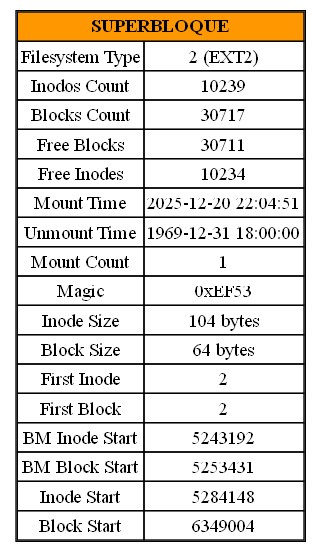 SUPERBLOQUE
Filesystem Type 2 (EXT2)
Inodos Count 10239
Blocks Count 30717
Free Blocks 30711
Free Inodes 10234
Mount Time 2025-12-20 22:04:51
Unmount Time 1969-12-31 18:00:00
Mount Count 1
Magic 0xEF53
Inode Size 104 bytes
Block Size 64 bytes
First Inode 2
First Block 2
BM Inode Start 5243192
BM Block Start 5253431
Inode Start 5284148
Block Start 6349004